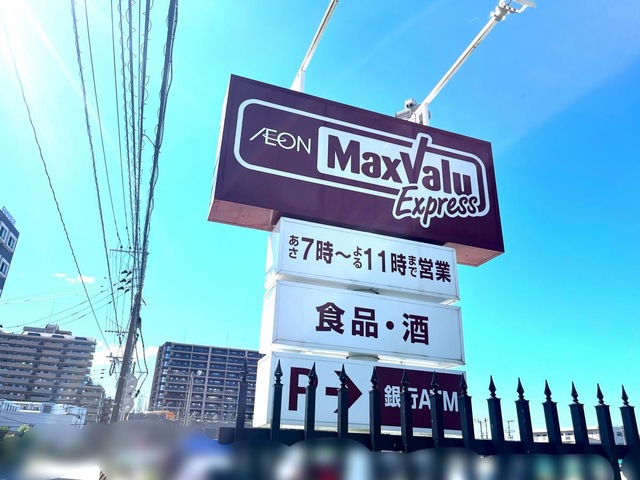 ÆON MaxValu
Express
あさ7時～よる11時まで営業
食品・酒
P→ 銀行ATM